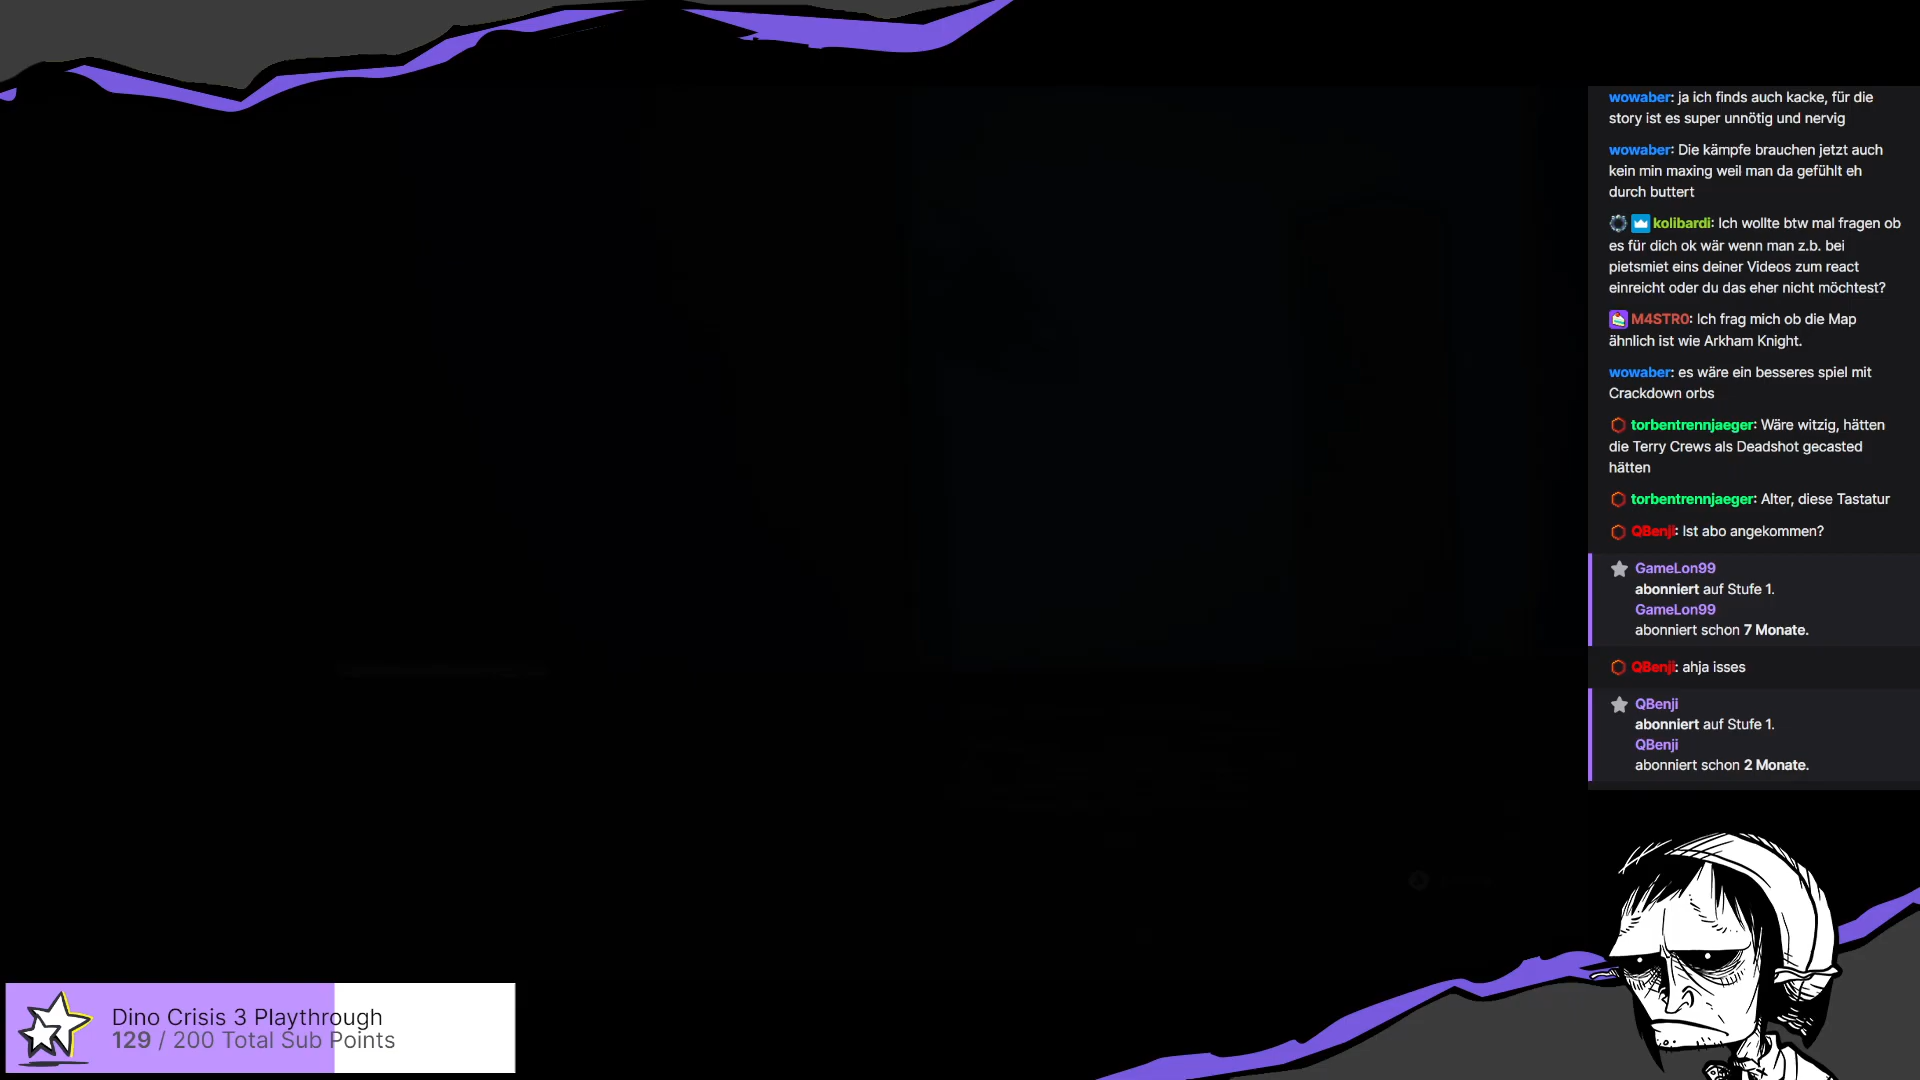 wowaber: ja ich finds auch kacke, für die
story ist es super unnötig und nervig
wowaber: Die kämpfe brauchen jetzt auch
kein min maxing weil man da gefühlt eh
durch buttert
kolibardi: Ich wollte btw mal fragen ob
es für dich ok wär wenn man z.b. bei
pietsmiet eins deiner Videos zum react
einreicht oder du das eher nicht möchtest?
M4STR0: Ich frag mich ob die Map
ähnlich ist wie Arkham Knight.
wowaber: es wäre ein besseres spiel mit
Crackdown orbs
torbentrennjaeger: Wäre witzig, hätten
die Terry Crews als Deadshot gecasted
hätten
torbentrennjaeger: Alter, diese Tastatur
QBenji: Ist abo angekommen?
GameLon99
abonniert auf Stufe 1.
GameLon99
abonniert schon 7 Monate.
QBenji: ahja isses
QBenji
abonniert auf Stufe 1.
QBenji
abonniert schon 2 Monate.
Dino Crisis 3 Playthrough
129 / 200 Total Sub Points